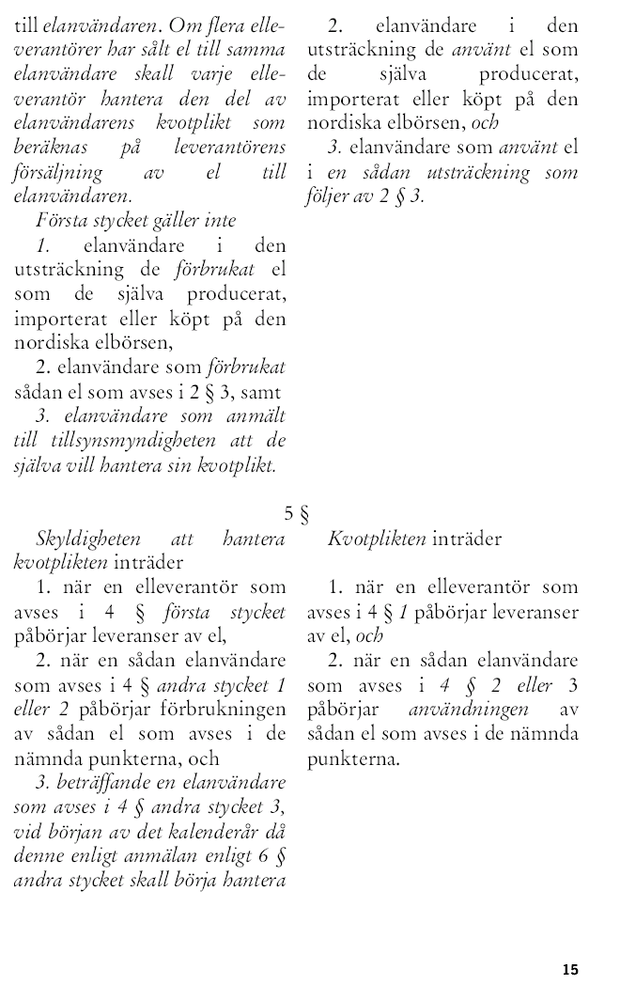 till elanvändaren. Om flera elle-
verantörer har sålt el till samma
elanvändare skall varje elle-
verantör hantera den del av
elanvändarens kvotplikt som
beräknas på leverantörens
försäljning av el till
elanvändaren.
Första stycket gäller inte
1. elanvändare i den
utsträckning de förbrukat el
som de själva producerat,
importerat eller köpt på den
nordiska elbörsen,
2. elanvändare som förbrukat
sådan el som avses i 2 § 3, samt
3. elanvändare som anmält
till tillsynsmyndigheten att de
själva vill hantera sin kvotplikt.
2. elanvändare i den
utsträckning de använt el som
de själva producerat,
importerat eller köpt på den
nordiska elbörsen, och
3. elanvändare som använt el
i en sådan utsträckning som
följer av 2 § 3.
5 §
Skyldigheten att hantera
kvotplikten inträder
1. när en elleverantör som
avses i 4 § första stycket
påbörjar leveranser av el,
2. när en sådan elanvändare
som avses i 4 § andra stycket 1
eller 2 påbörjar förbrukningen
av sådan el som avses i de
nämnda punkterna, och
3. beträffande en elanvändare
som avses i 4 § andra stycket 3,
vid början av det kalenderår då
denne enligt anmälan enligt 6 §
andra stycket skall börja hantera
Kvotplikten inträder
1. när en elleverantör som
avses i 4 § 1 påbörjar leveranser
av el, och
2. när en sådan elanvändare
som avses i 4 § 2 eller 3
påbörjar användningen av
sådan el som avses i de nämnda
punkterna.
15